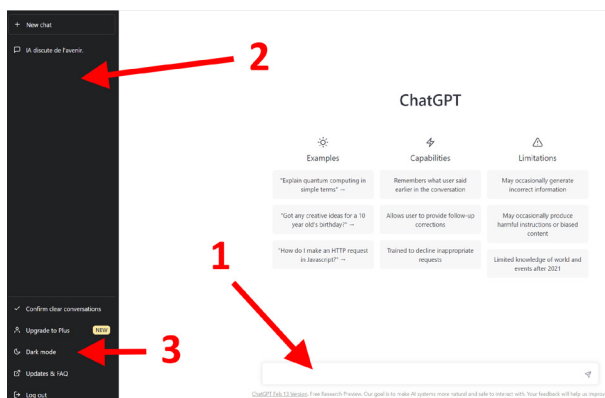 + New chat
IA discute de l'avenir.
2
ChatGPT
Examples
Capabilities
Limitations
"Explain quantum computing in
simple terms" →
Remembers what user said
earlier in the conversation
May occasionally generate
incorrect information
"Got any creative ideas for a 10
year old's birthday?" →
Allows user to provide follow-up
corrections
May occasionally produce
harmful instructions or biased
content
"How do I make an HTTP request
in Javascript?" →
Trained to decline inappropriate
requests
Limited knowledge of world and
events after 2021
1
Confirm clear conversations
Upgrade to Plus NEW
Dark mode
3
Updates & FAQ
Log out
ChatGPT Feb 13 Version. Free Research Preview. Our goal is to make AI systems more natural and safe to interact with. Your feedback will help us improve